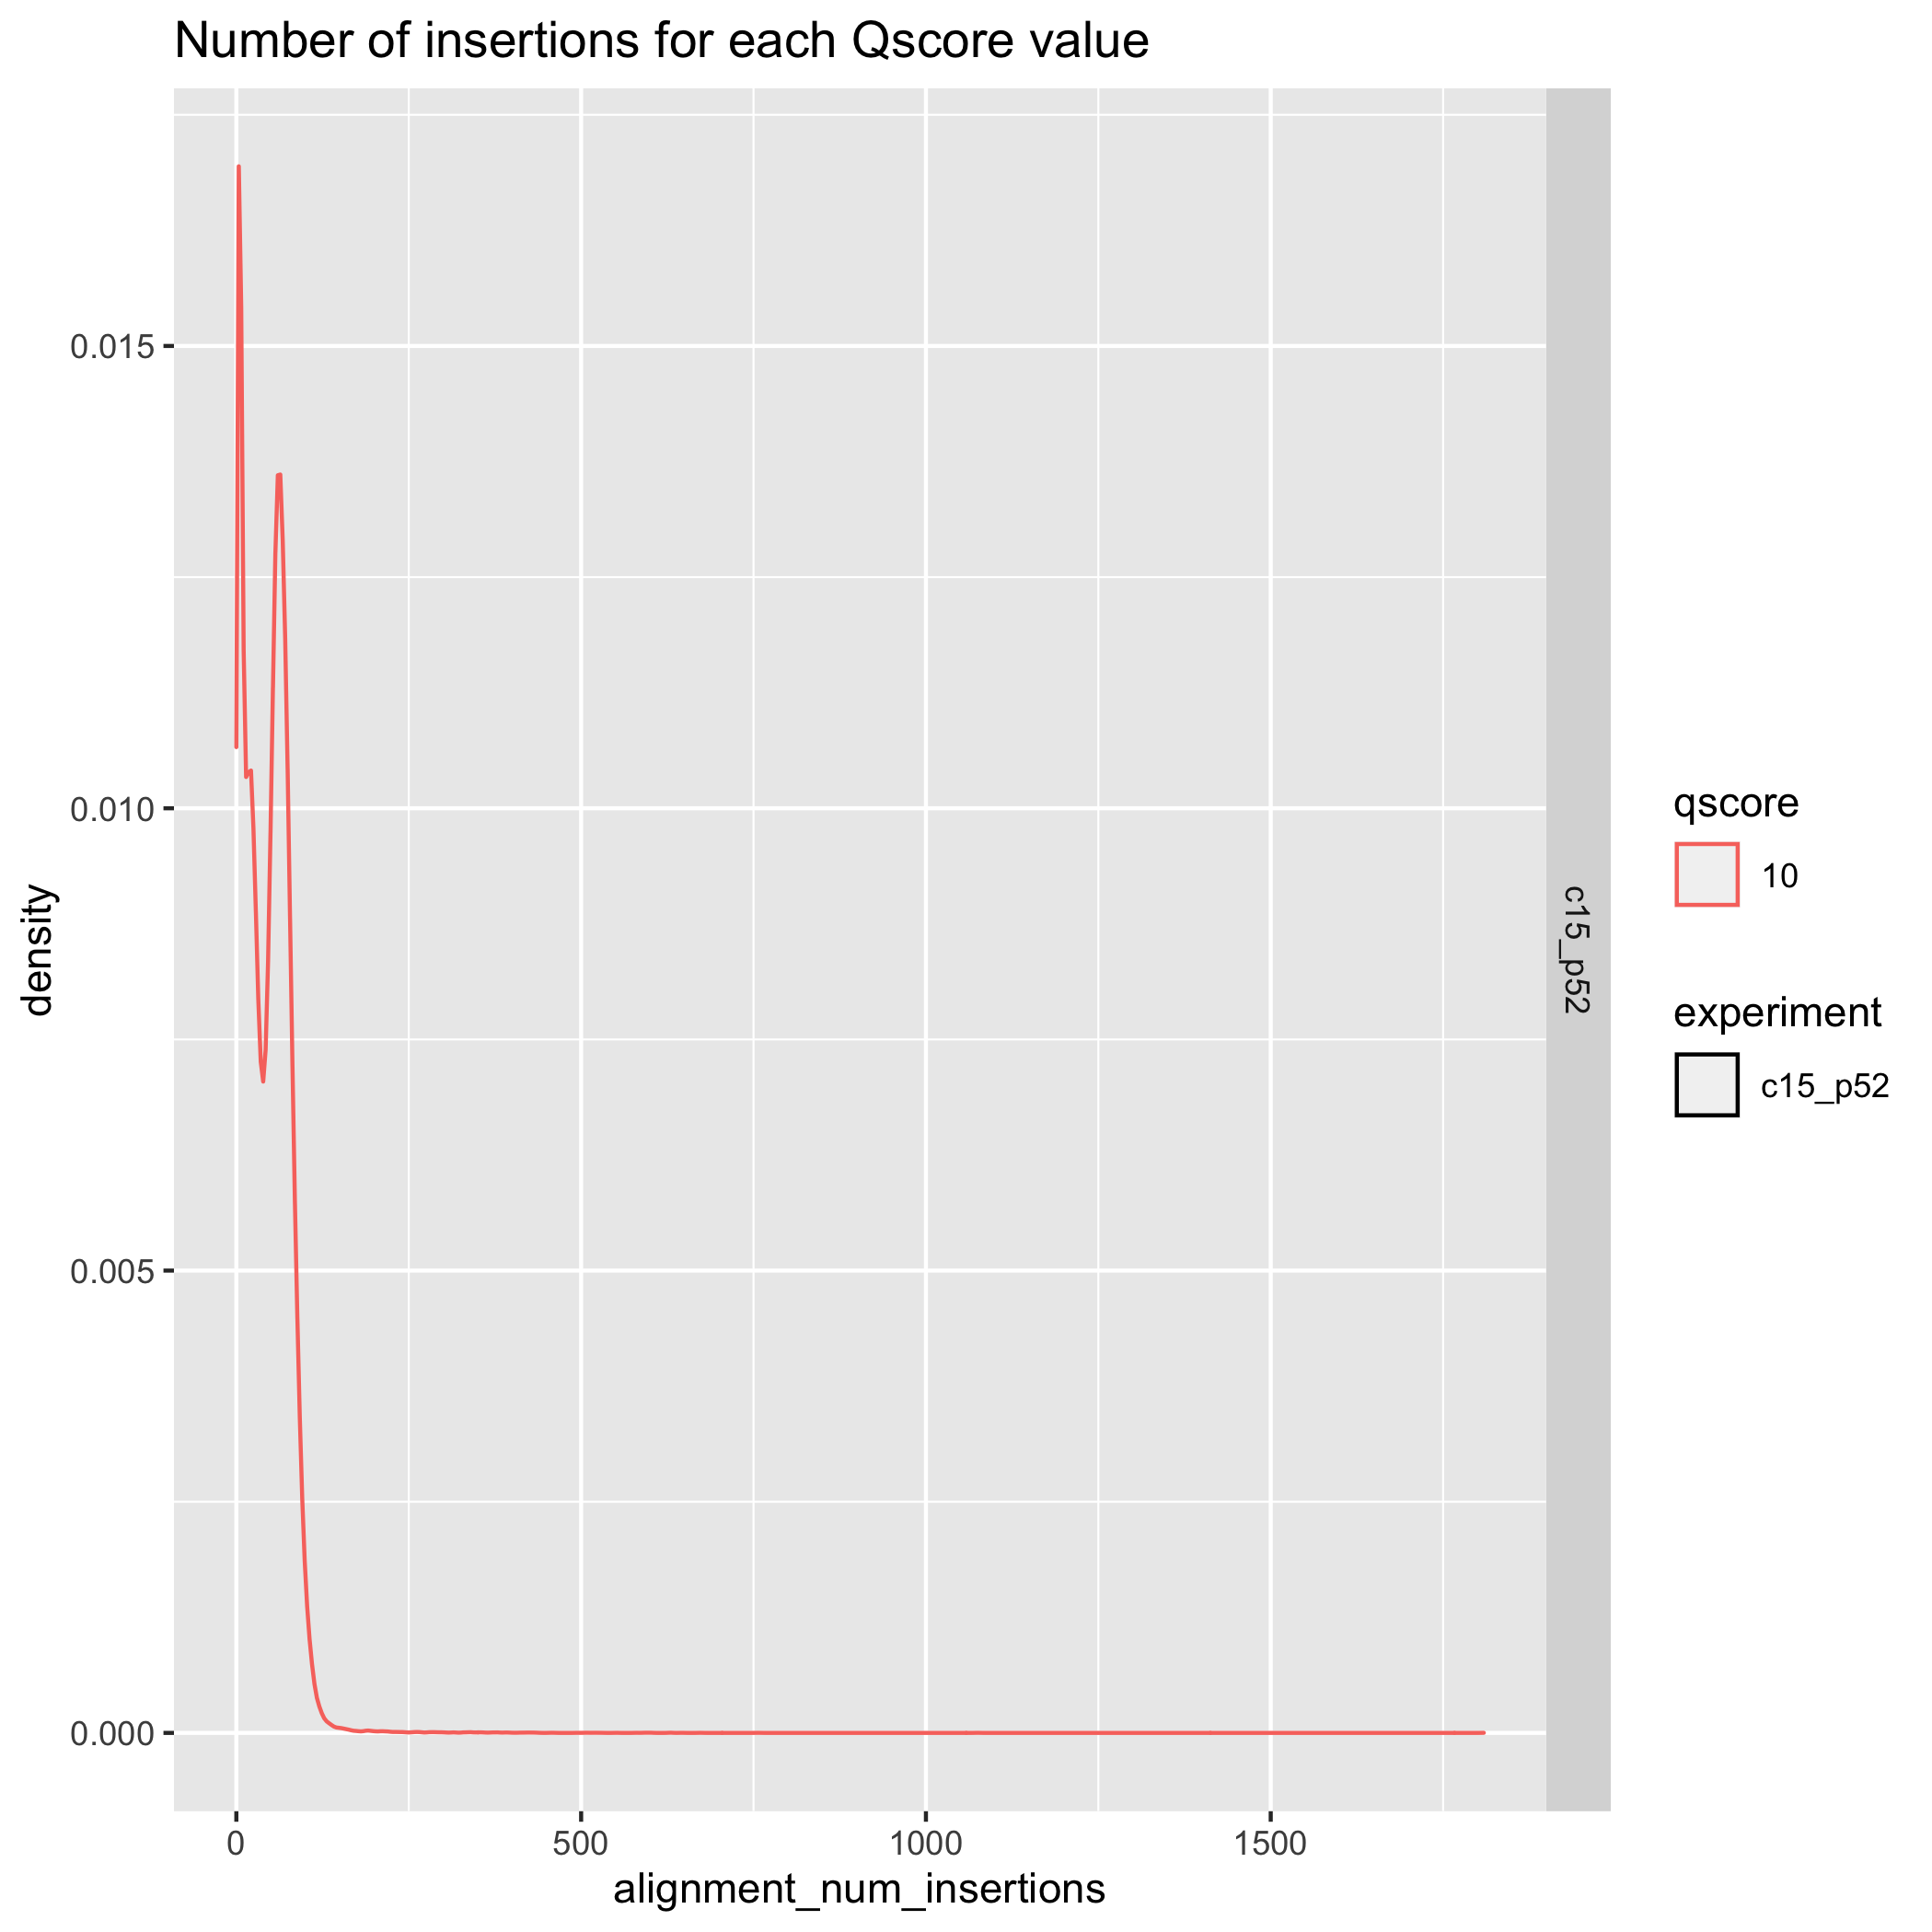 Number of insertions for each Qscore value
0.015
0.010
0.005
0.000
density
0
500
1000
1500
alignment_num_insertions
c15_p52
qscore
10
experiment
c15_p52